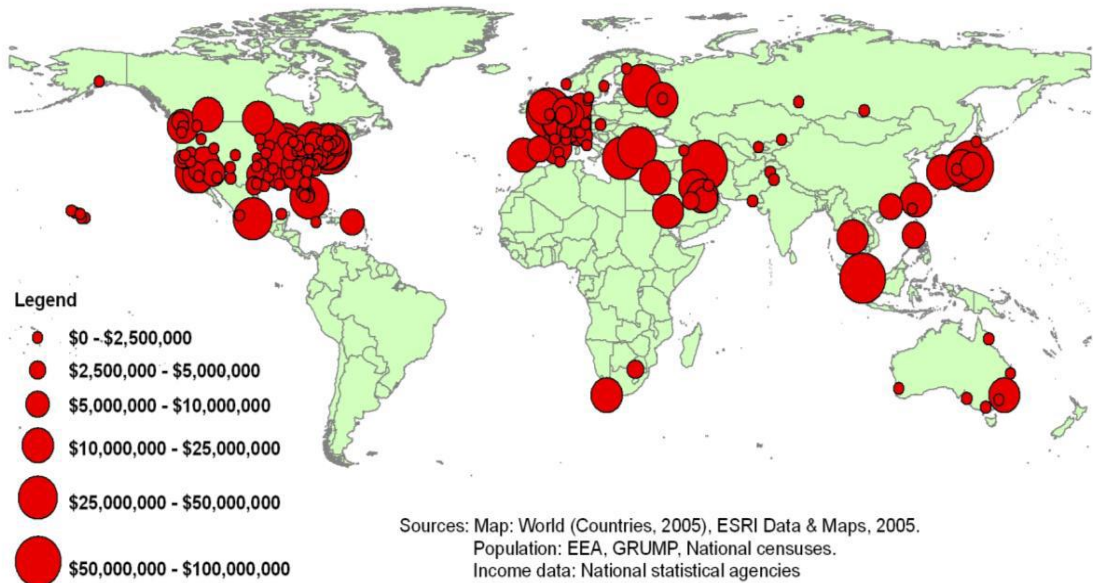 Legend
$0 - $2,500,000
$2,500,000 - $5,000,000
$5,000,000 - $10,000,000
$10,000,000 - $25,000,000
$25,000,000 - $50,000,000
$50,000,000 - $100,000,000
Sources: Map: World (Countries, 2005), ESRI Data & Maps, 2005.
Population: EEA, GRUMP, National censuses.
Income data: National statistical agencies